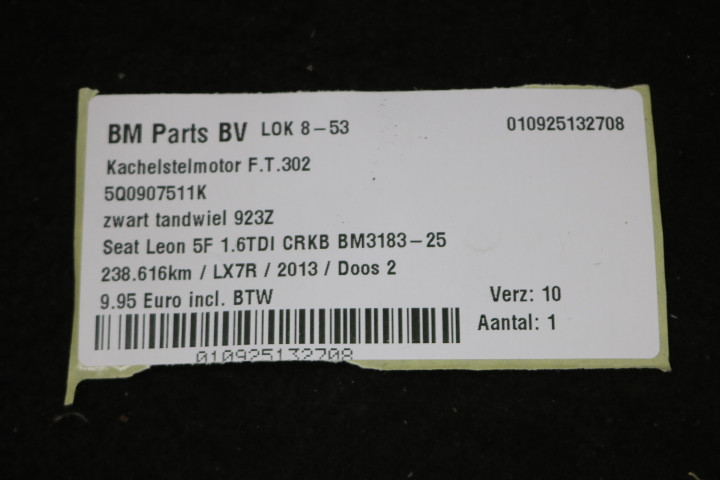 BM Parts BV LOK 8-53 010925132708
Kachelstelmotor F.T.302
5Q0907511K
zwart tandwiel 923Z
Seat Leon 5F 1.6TDI CRKB BM3183-25
238.616km / LX7R / 2013 / Doos 2
9.95 Euro incl. BTW Verz: 10
Aantal: 1
010925132708